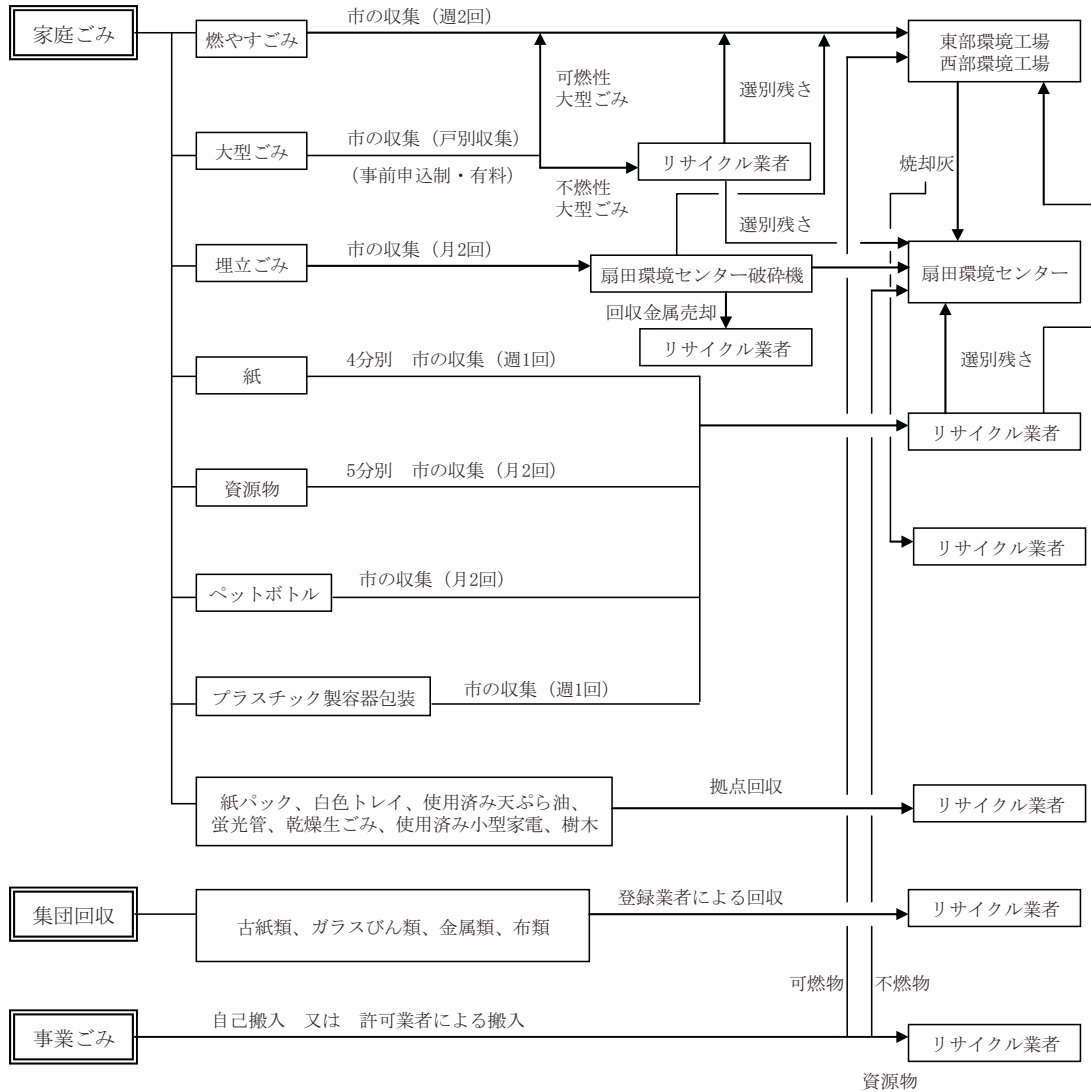 家庭ごみ
燃やすごみ
市の収集（週2回）
東部環境工場
西部環境工場
可燃性
大型ごみ
選別残さ
大型ごみ
市の収集（戸別収集）
（事前申込制・有料）
リサイクル業者
焼却灰
不燃性
大型ごみ
選別残さ
埋立ごみ
市の収集（月2回）
扇田環境センター破砕機
扇田環境センター
回収金属売却
リサイクル業者
選別残さ
紙
4分別　市の収集（週1回）
リサイクル業者
資源物
5分別　市の収集（月2回）
リサイクル業者
ペットボトル
市の収集（月2回）
プラスチック製容器包装
市の収集（週1回）
紙パック、白色トレイ、使用済み天ぷら油、
蛍光管、乾燥生ごみ、使用済み小型家電、樹木
拠点回収
リサイクル業者
集団回収
古紙類、ガラスびん類、金属類、布類
登録業者による回収
リサイクル業者
可燃物
不燃物
事業ごみ
自己搬入　又は　許可業者による搬入
リサイクル業者
資源物